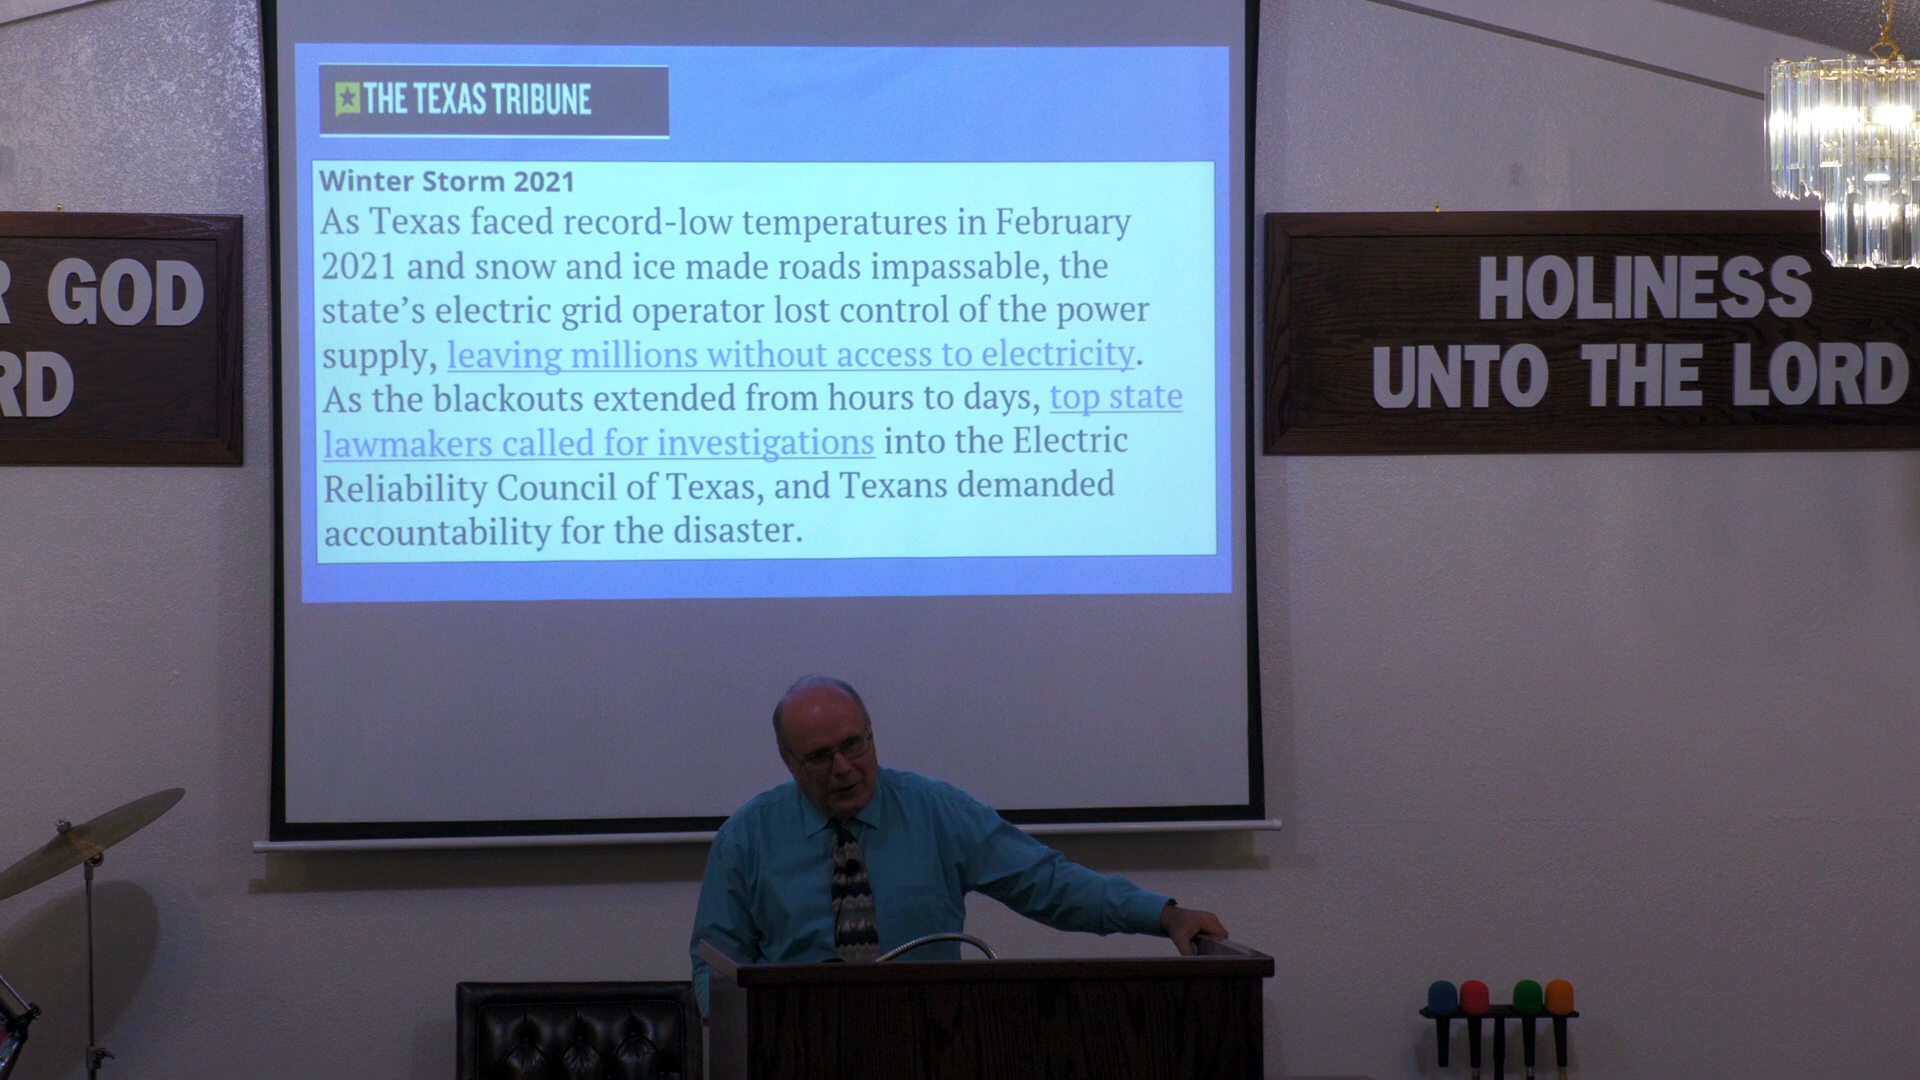 THE TEXAS TRIBUNE
Winter Storm 2021
As Texas faced record-low temperatures in February
2021 and snow and ice made roads impassable, the
state’s electric grid operator lost control of the power
supply, leaving millions without access to electricity.
As the blackouts extended from hours to days, top state
lawmakers called for investigations into the Electric
Reliability Council of Texas, and Texans demanded
accountability for the disaster.
GOD
HOLINESS
UNTO THE LORD